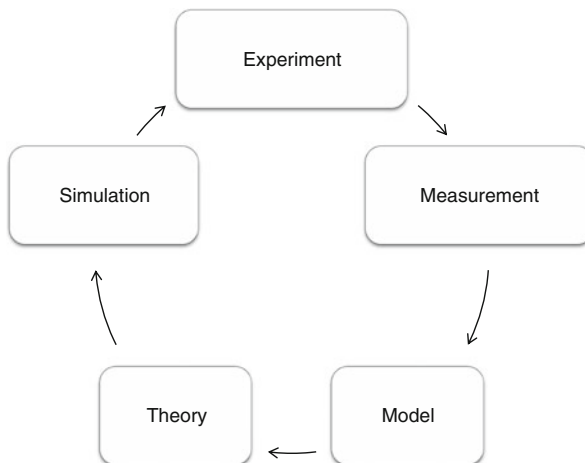 Experiment
Simulation
Measurement
Theory
Model